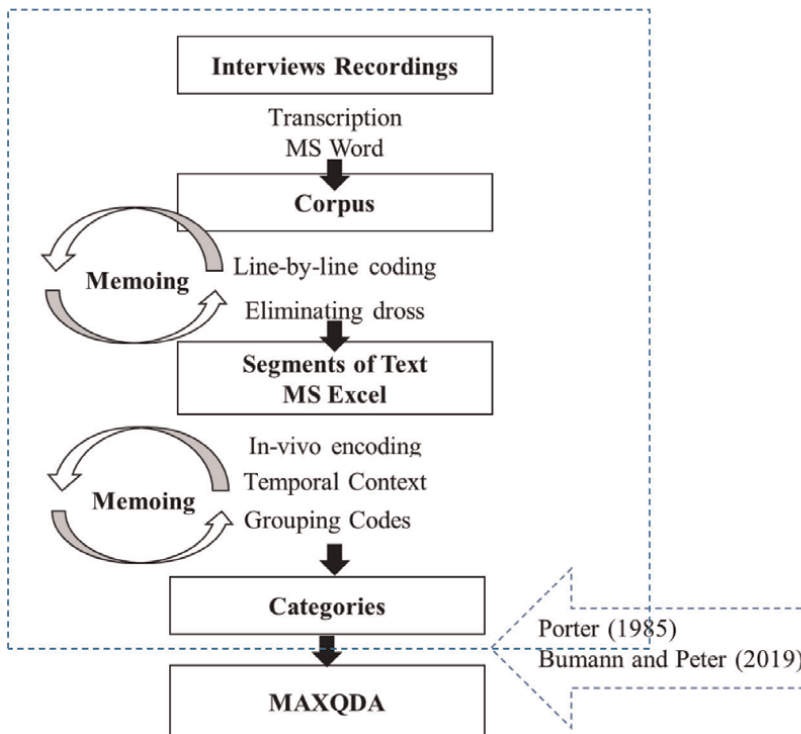 Interviews Recordings
Transcription
MS Word
Corpus
Memoing
Line-by-line coding
Eliminating dross
Segments of Text
MS Excel
In-vivo encoding
Memoing
Temporal Context
Grouping Codes
Categories
Porter (1985)
Bumann and Peter (2019)
MAXQDA